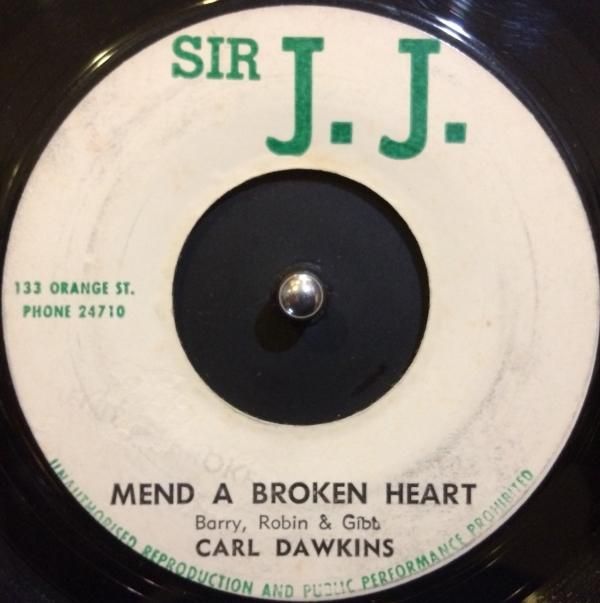 SIR J. J.
133 ORANGE ST.
PHONE 24710
MEND A BROKEN HEART
Barry, Robin & Gibb
CARL DAWKINS
UNAUTHORISED REPRODUCTION AND PUBLIC PERFORMANCE PROHIBITED